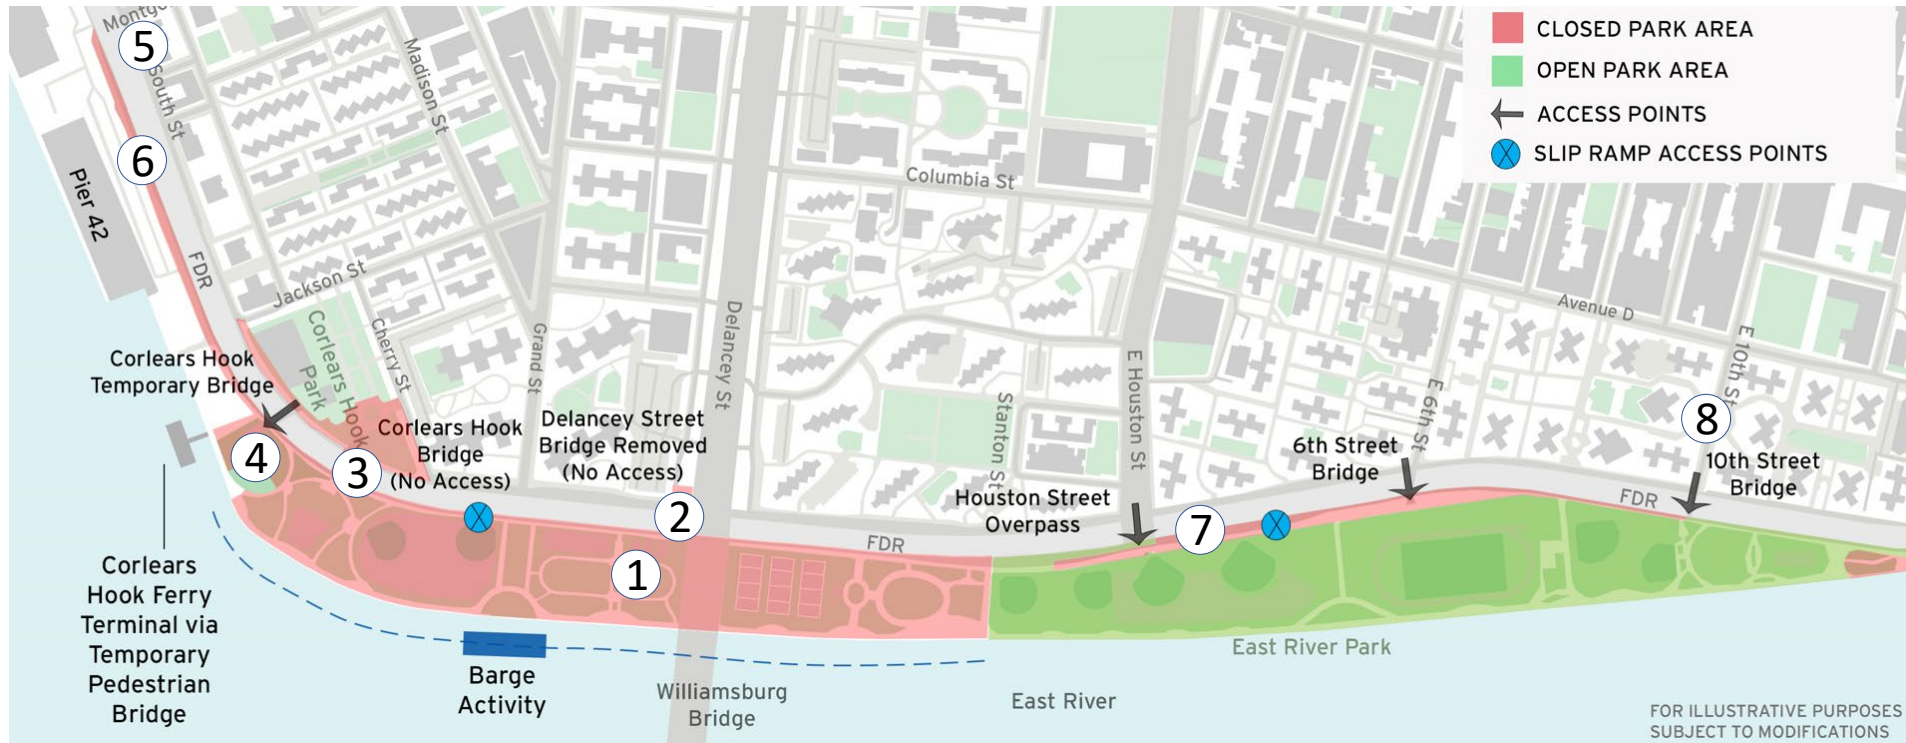 CLOSED PARK AREA
OPEN PARK AREA
ACCESS POINTS
SLIP RAMP ACCESS POINTS
5
South St
Madison St
6
Pier 42
FDR
Jackson St
Columbia St
Corlears Hook
Park
Corlears Hook
Cherry St
Grand St
Delancey St
E Houston St
Stanton St
Avenue D
E 6th St
E 10th St
Corlears Hook
Temporary Bridge
4
3
Corlears Hook
Bridge
(No Access)
Delancey Street
Bridge Removed
(No Access)
2
1
FDR
Houston Street
Overpass
7
6th Street
Bridge
8
10th Street
Bridge
FDR
Corlears
Hook Ferry
Terminal via
Temporary
Pedestrian
Bridge
Barge
Activity
Williamsburg
Bridge
East River
East River Park
FOR ILLUSTRATIVE PURPOSES
SUBJECT TO MODIFICATIONS